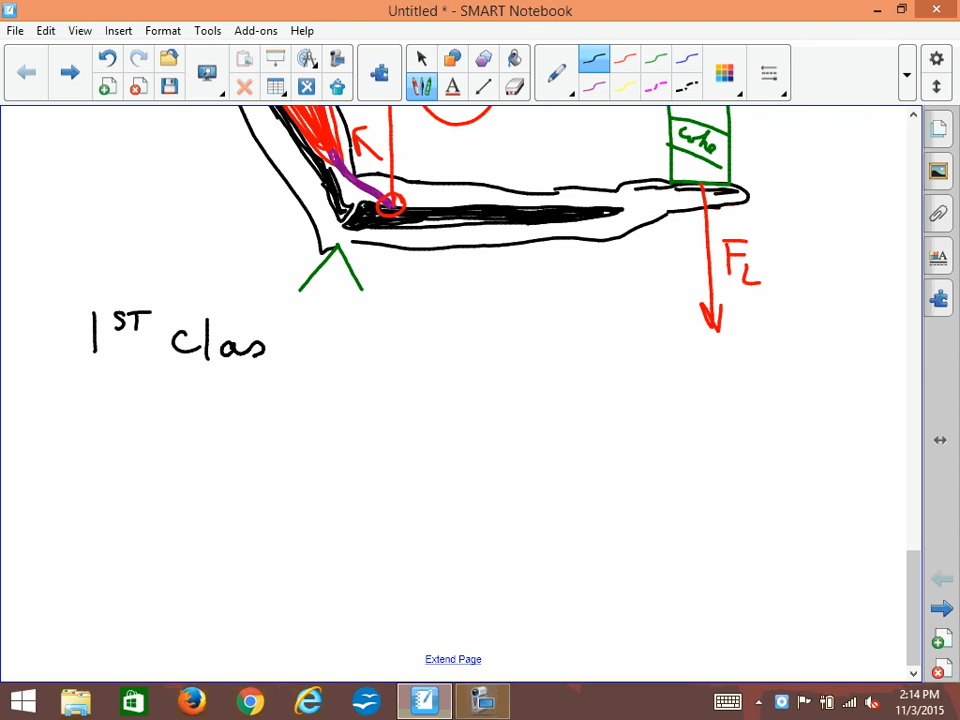 Untitled * - SMART Notebook
File Edit View Insert Format Tools Add-ons Help
Coke
FL
1ST Clas
Extend Page
2:14 PM
11/3/2015